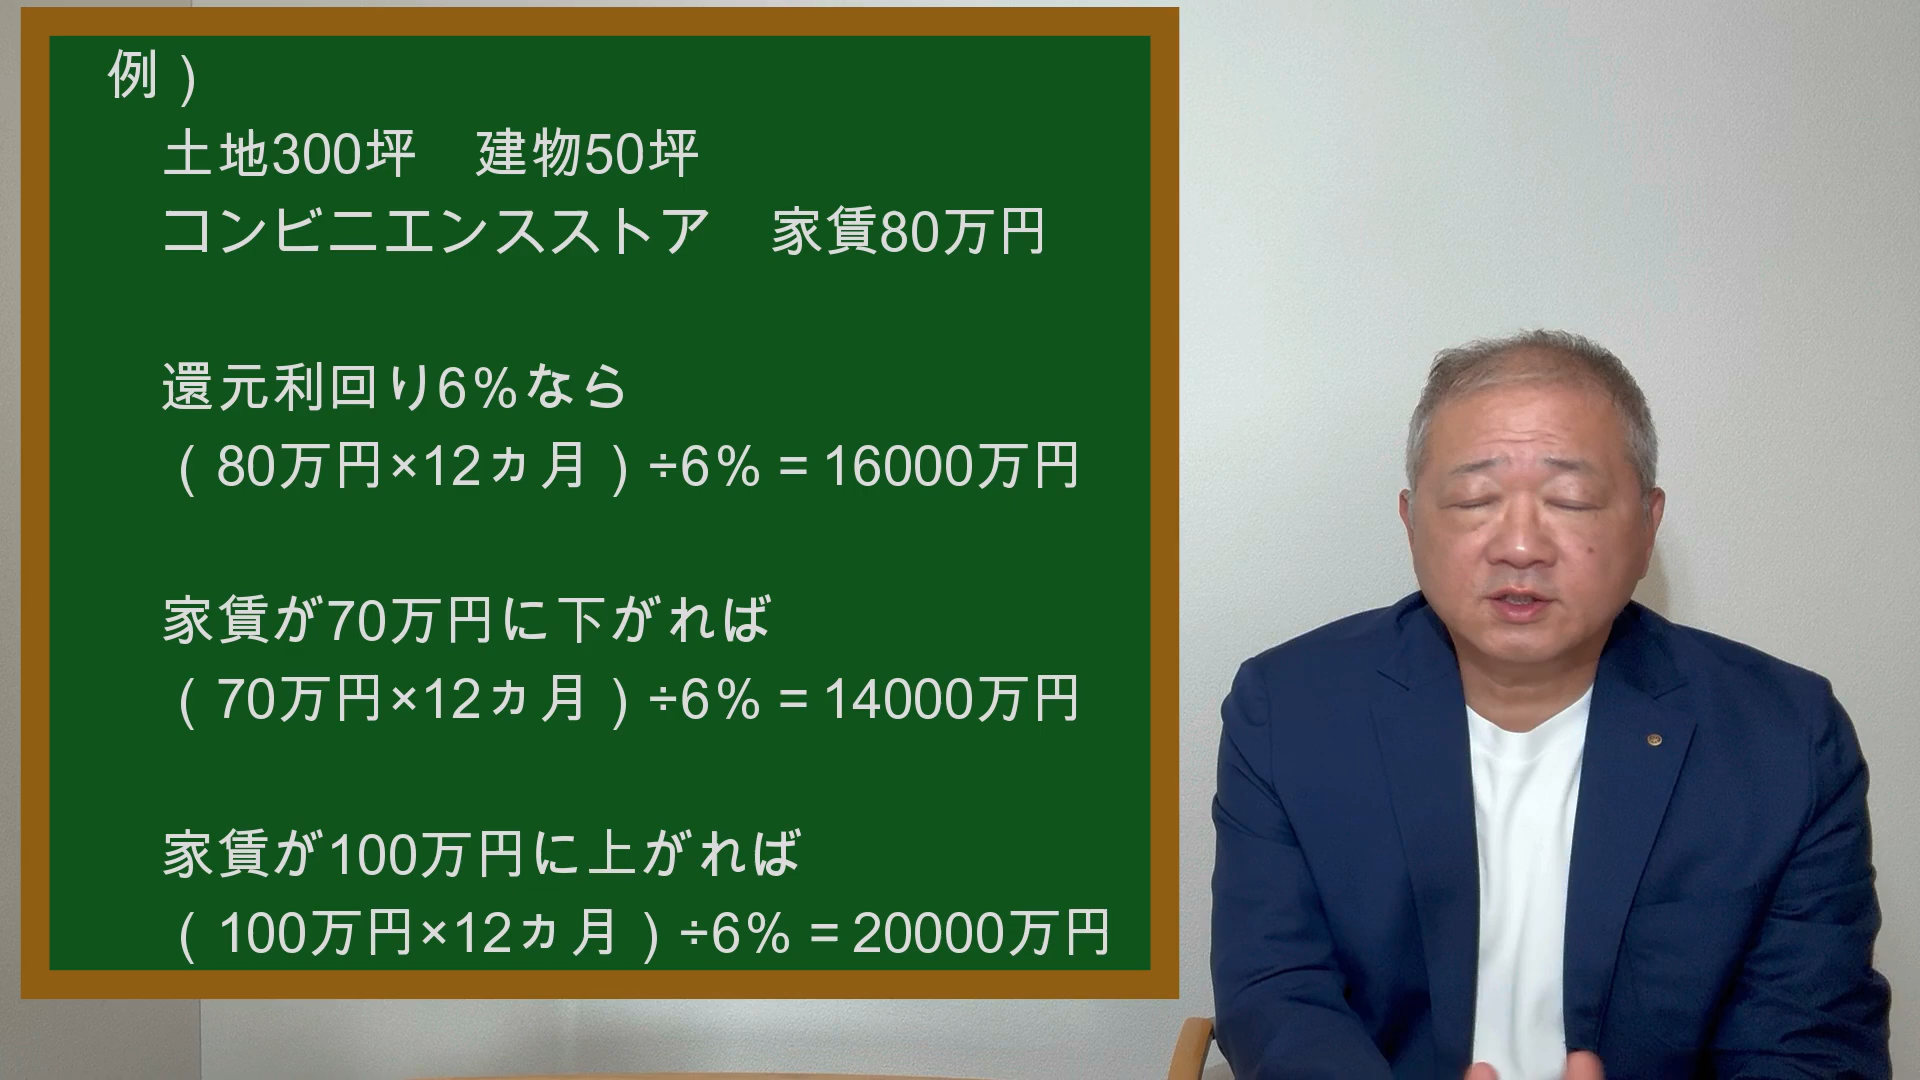 例）
土地300坪　建物50坪
コンビニエンスストア　家賃80万円
還元利回り6％なら
（80万円×12ヵ月）÷6％＝16000万円
家賃が70万円に下がれば
（70万円×12ヵ月）÷6％＝14000万円
家賃が100万円に上がれば
（100万円×12ヵ月）÷6％＝20000万円